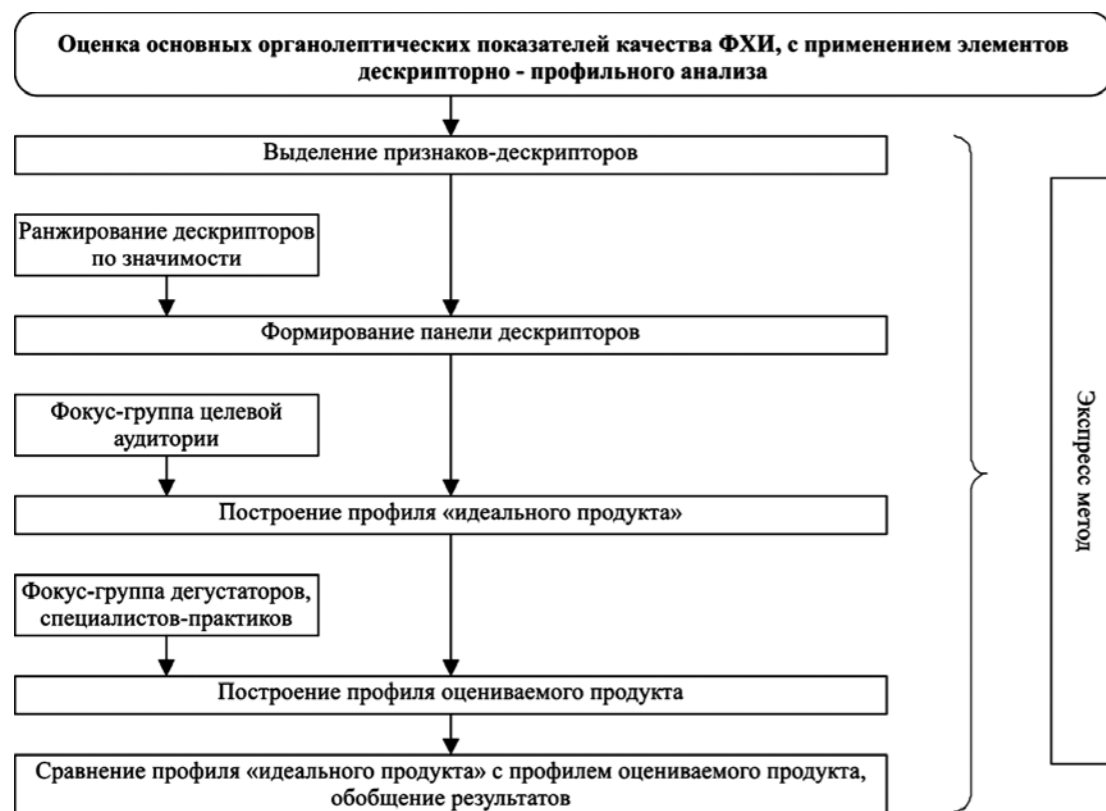 Оценка основных органолептических показателей качества ФХИ, с применением элементов
дескрипторно - профильного анализа
Выделение признаков-дескрипторов
Ранжирование дескрипторов
по значимости
Формирование панели дескрипторов
Фокус-группа целевой
аудитории
Построение профиля «идеального продукта»
Фокус-группа дегустаторов,
специалистов-практиков
Построение профиля оцениваемого продукта
Сравнение профиля «идеального продукта» с профилем оцениваемого продукта,
обобщение результатов
Экспресс метод